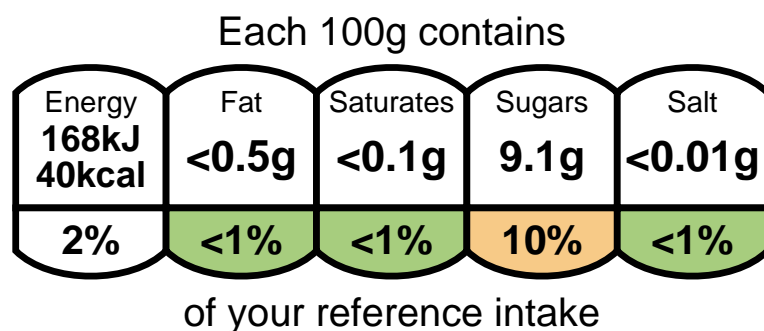 Each 100g contains
Energy Fat Saturates Sugars Salt
168kJ
40kcal <0.5g <0.1g 9.1g <0.01g
2% <1% <1% 10% <1%
of your reference intake